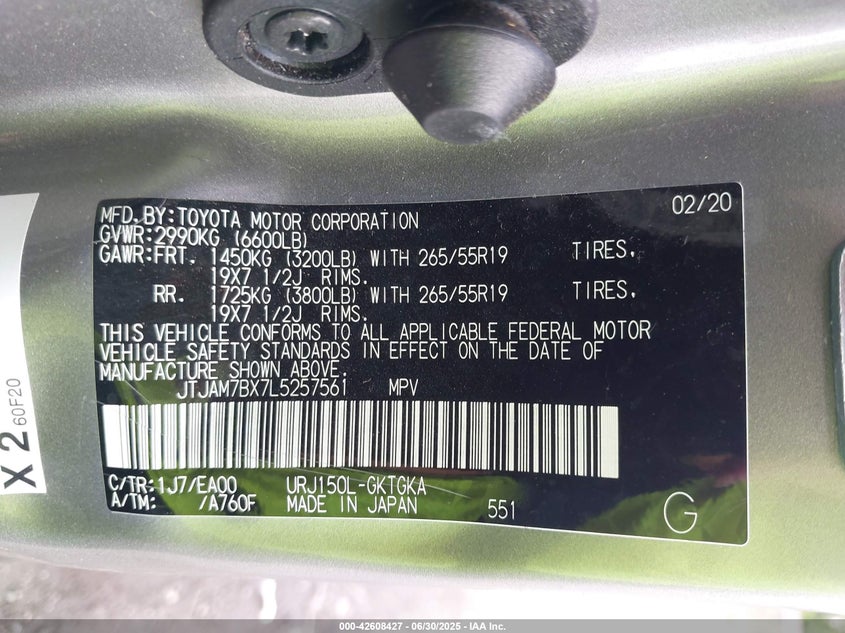 02/20
MFD. BY: TOYOTA MOTOR CORPORATION
GVWR: 2990KG (6600LB)
GAWR: FRT. 1450KG (3200LB) WITH 265/55R19 TIRES,
19X7 1/2J RIMS.
RR. 1725KG (3800LB) WITH 265/55R19 TIRES,
19X7 1/2J RIMS.
THIS VEHICLE CONFORMS TO ALL APPLICABLE FEDERAL MOTOR
VEHICLE SAFETY STANDARDS IN EFFECT ON THE DATE OF
MANUFACTURE SHOWN ABOVE.
JTJAM7BX7L5257561 MPV
C/TR: 1J7/EA00 URJ150L-GKTGKA
A/TM: /A760F MADE IN JAPAN 551
G
X2 60F20
000-42608427 - 06/30/2025 - IAA Inc.